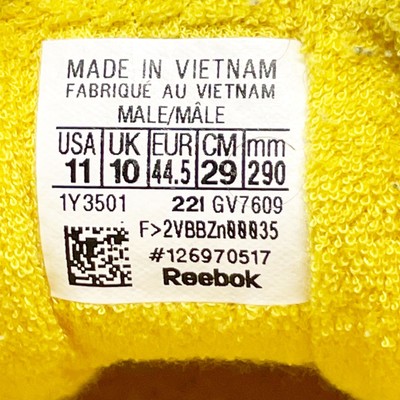 MADE IN VIETNAM
FABRIQUÉ AU VIETNAM
MALE/MÂLE
USA UK EUR CM mm
11 10 44.5 29 290
1Y3501 22I GV7609
F>2VBBZn00035
#126970517
Reebok